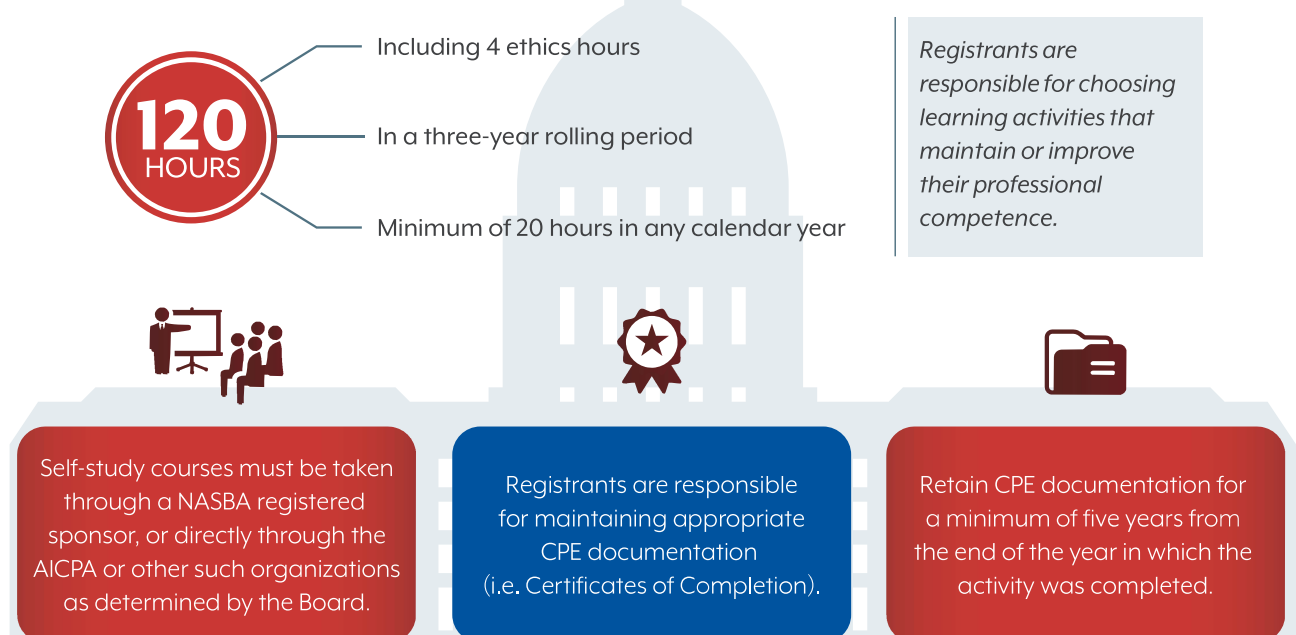 120
HOURS
Including 4 ethics hours
In a three-year rolling period
Minimum of 20 hours in any calendar year
Registrants are
responsible for choosing
learning activities that
maintain or improve
their professional
competence.
Self-study courses must be taken
through a NASBA registered
sponsor, or directly through the
AICPA or other such organizations
as determined by the Board.
Registrants are responsible
for maintaining appropriate
CPE documentation
(i.e. Certificates of Completion).
Retain CPE documentation for
a minimum of five years from
the end of the year in which the
activity was completed.